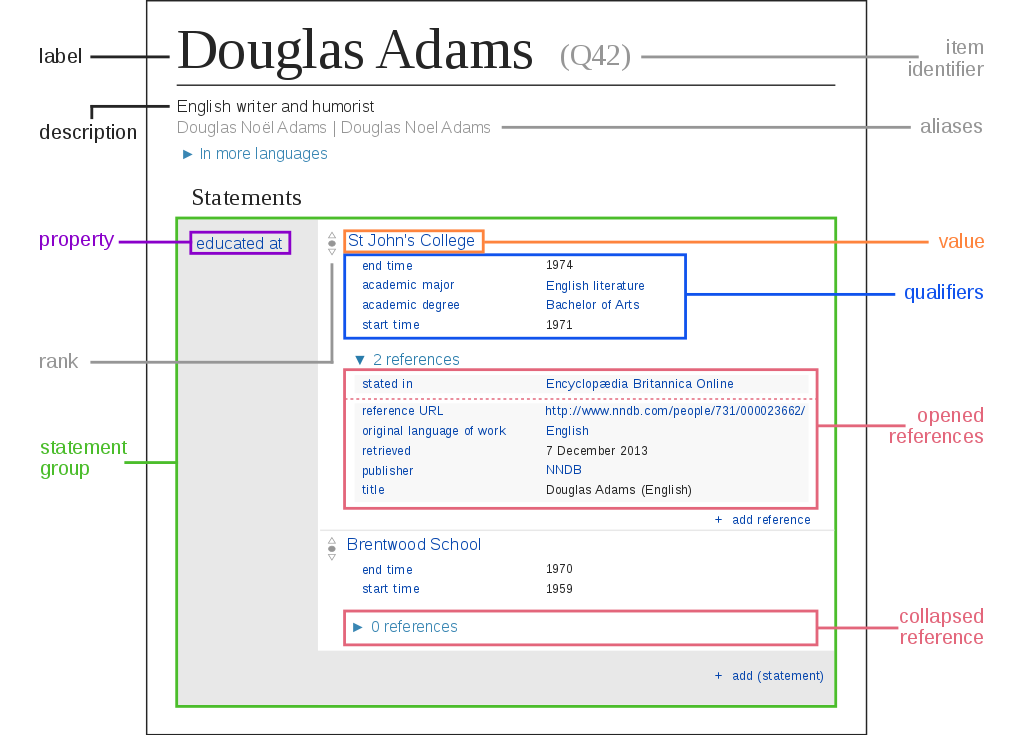 label
Douglas Adams (Q42)
item
identifier
description
English writer and humorist
Douglas Noël Adams | Douglas Noel Adams
aliases
► In more languages
Statements
property
educated at
St John's College
value
end time 1974
academic major English literature
academic degree Bachelor of Arts
start time 1971
qualifiers
rank
▼ 2 references
stated in Encyclopædia Britannica Online
reference URL http://www.nndb.com/people/731/000023662/
original language of work English
retrieved 7 December 2013
publisher NNDB
title Douglas Adams (English)
opened
references
statement
group
+ add reference
Brentwood School
end time 1970
start time 1959
► 0 references
collapsed
reference
+ add (statement)